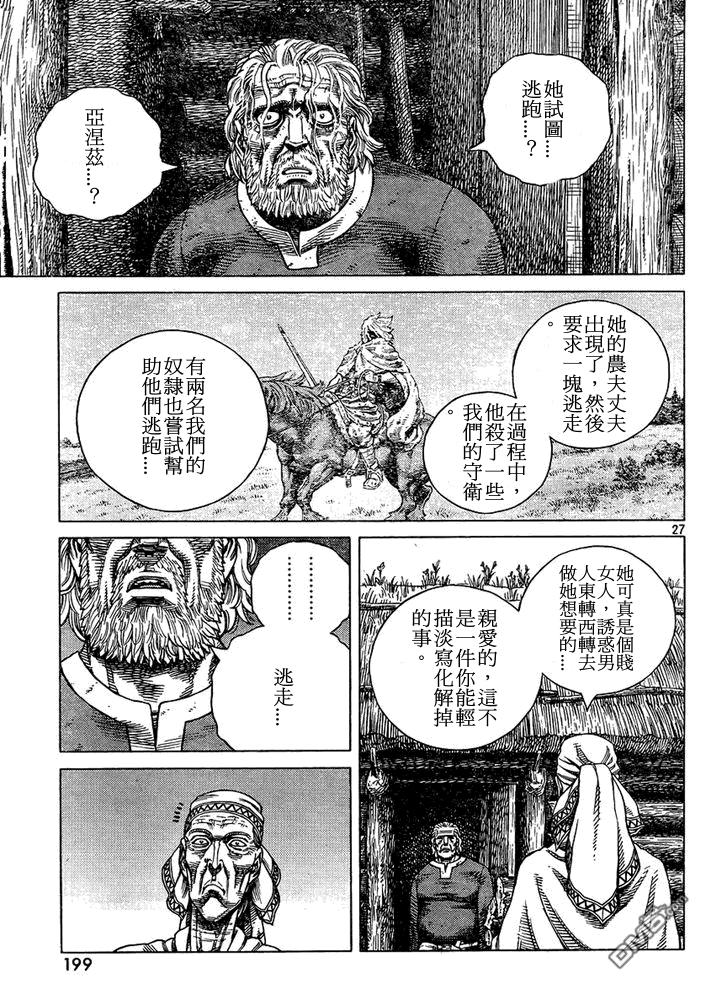 她試圖⋯
逃跑⋯?
亞涅茲⋯?
她的農夫丈夫
出現了，然後
要求一塊逃走
。
在過程中，
他殺了一些
我們的守衛
。
有兩名我們的
奴隸也嘗試幫
助他們逃跑⋯
27
她可真是個賤
女人，誘惑男
人東轉西轉去
做她想要的⋯
親愛的，這不
是一件你能輕
描淡寫化解掉
的事。
⋯⋯
逃走⋯
199